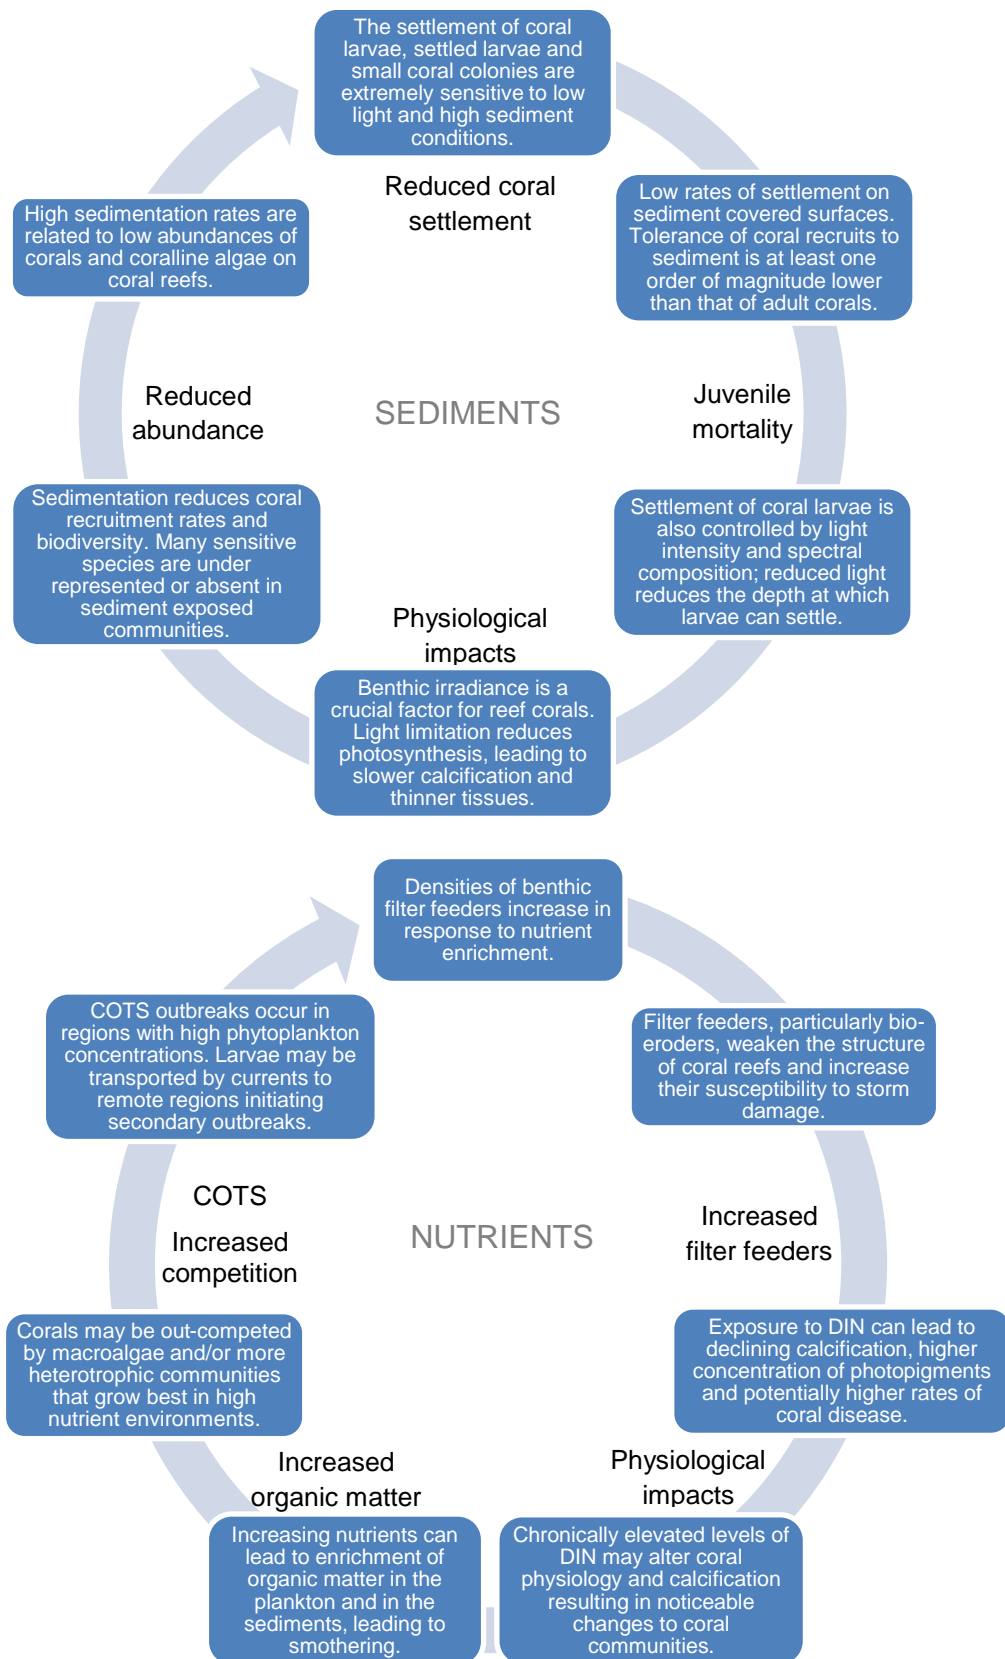 The settlement of coral
larvae, settled larvae and
small coral colonies are
extremely sensitive to low
light and high sediment
conditions.
Reduced coral
settlement
Low rates of settlement on
sediment covered surfaces.
Tolerance of coral recruits to
sediment is at least one
order of magnitude lower
than that of adult corals.
High sedimentation rates are
related to low abundances of
corals and coralline algae on
coral reefs.
Reduced
abundance
SEDIMENTS
Juvenile
mortality
Sedimentation reduces coral
recruitment rates and
biodiversity. Many sensitive
species are under
represented or absent in
sediment exposed
communities.
Settlement of coral larvae is
also controlled by light
intensity and spectral
composition; reduced light
reduces the depth at which
larvae can settle.
Physiological
impacts
Benthic irradiance is a
crucial factor for reef corals.
Light limitation reduces
photosynthesis, leading to
slower calcification and
thinner tissues.
Densities of benthic
filter feeders increase in
response to nutrient
enrichment.
COTS outbreaks occur in
regions with high phytoplankton
concentrations. Larvae may be
transported by currents to
remote regions initiating
secondary outbreaks.
Filter feeders, particularly bio-
eroders, weaken the structure
of coral reefs and increase
their susceptibility to storm
damage.
COTS
Increased
competition
NUTRIENTS
Increased
filter feeders
Corals may be out-competed
by macroalgae and/or more
heterotrophic communities
that grow best in high
nutrient environments.
Exposure to DIN can lead to
declining calcification, higher
concentration of photopigments
and potentially higher rates of
coral disease.
Increased
organic matter
Physiological
impacts
Increasing nutrients can
lead to enrichment of
organic matter in the
plankton and in the
sediments, leading to
smothering.
Chronically elevated levels of
DIN may alter coral
physiology and calcification
resulting in noticeable
changes to coral
communities.